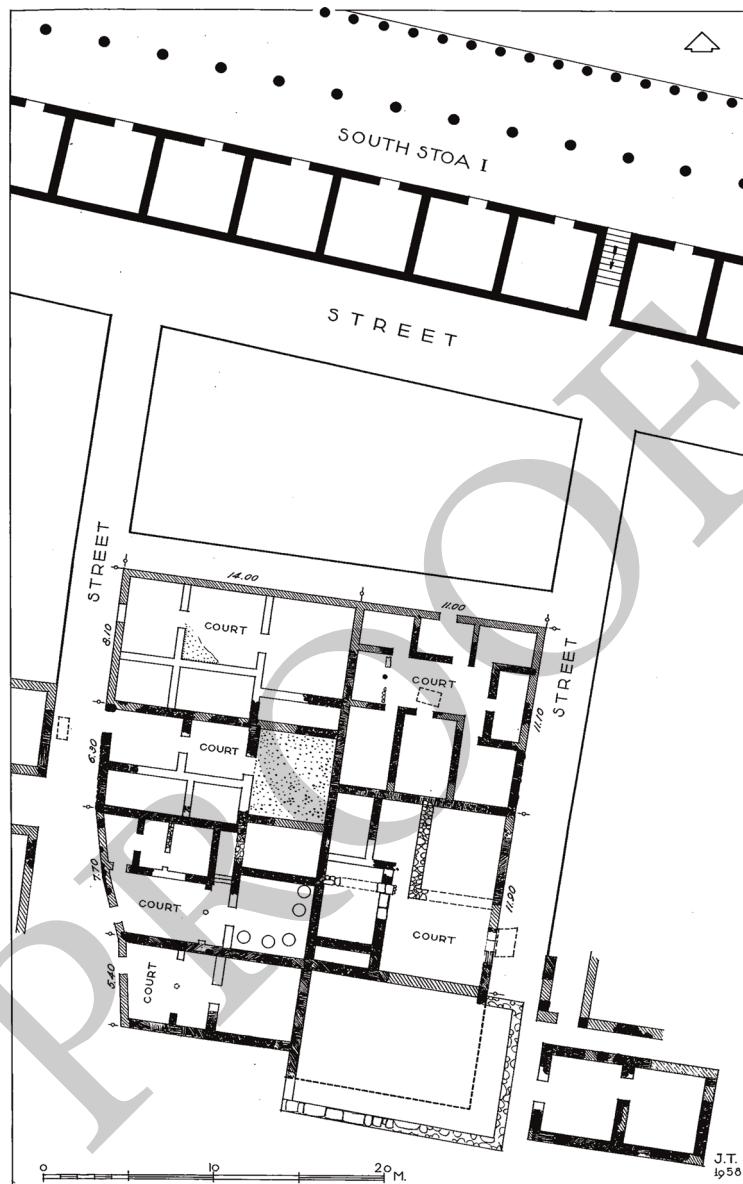 SOUTH STOA I
STREET
STREET
14.00
11.00
8.10
COURT
COURT
STREET
11.10
6.30
COURT
7.70
COURT
11.90
COURT
5.40
COURT
0 10 20 M.
J.T.
1958
PROOF